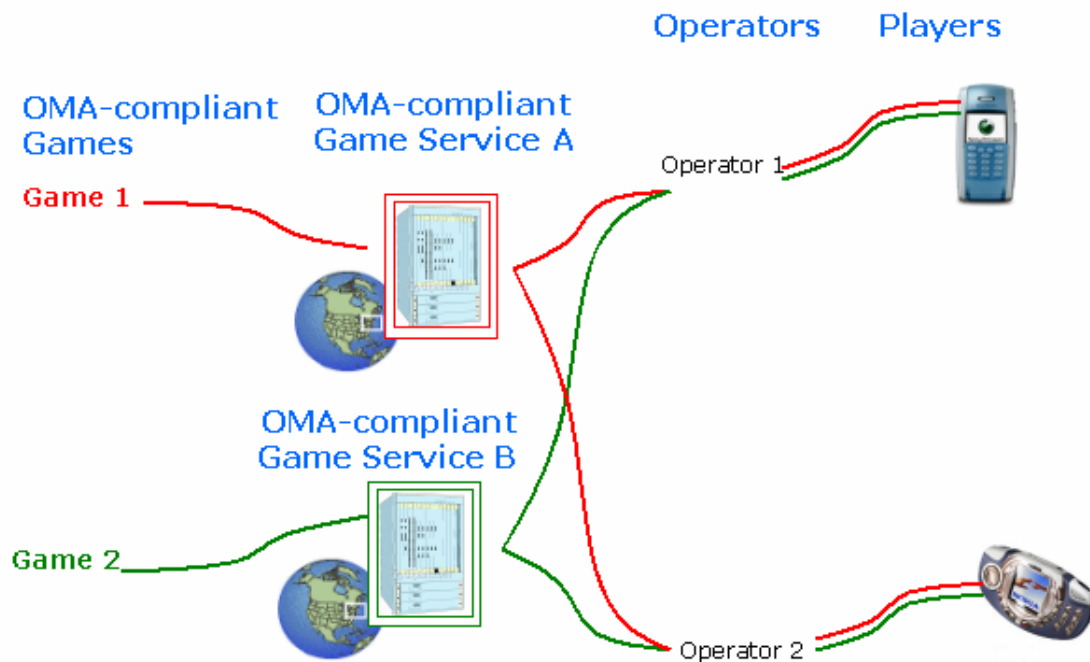 Operators
Players
OMA-compliant
Games
OMA-compliant
Game Service A
Operator 1
Game 1
OMA-compliant
Game Service B
Game 2
Operator 2